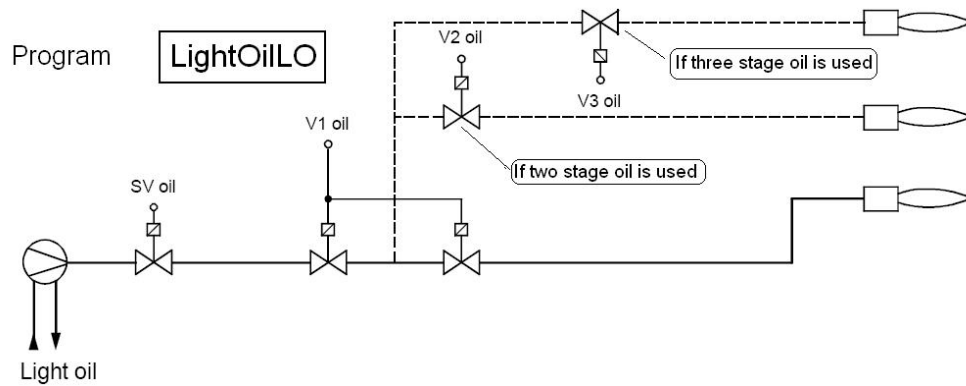 Program
LightOilLO
V2 oil
If three stage oil is used
V3 oil
V1 oil
If two stage oil is used
SV oil
Light oil